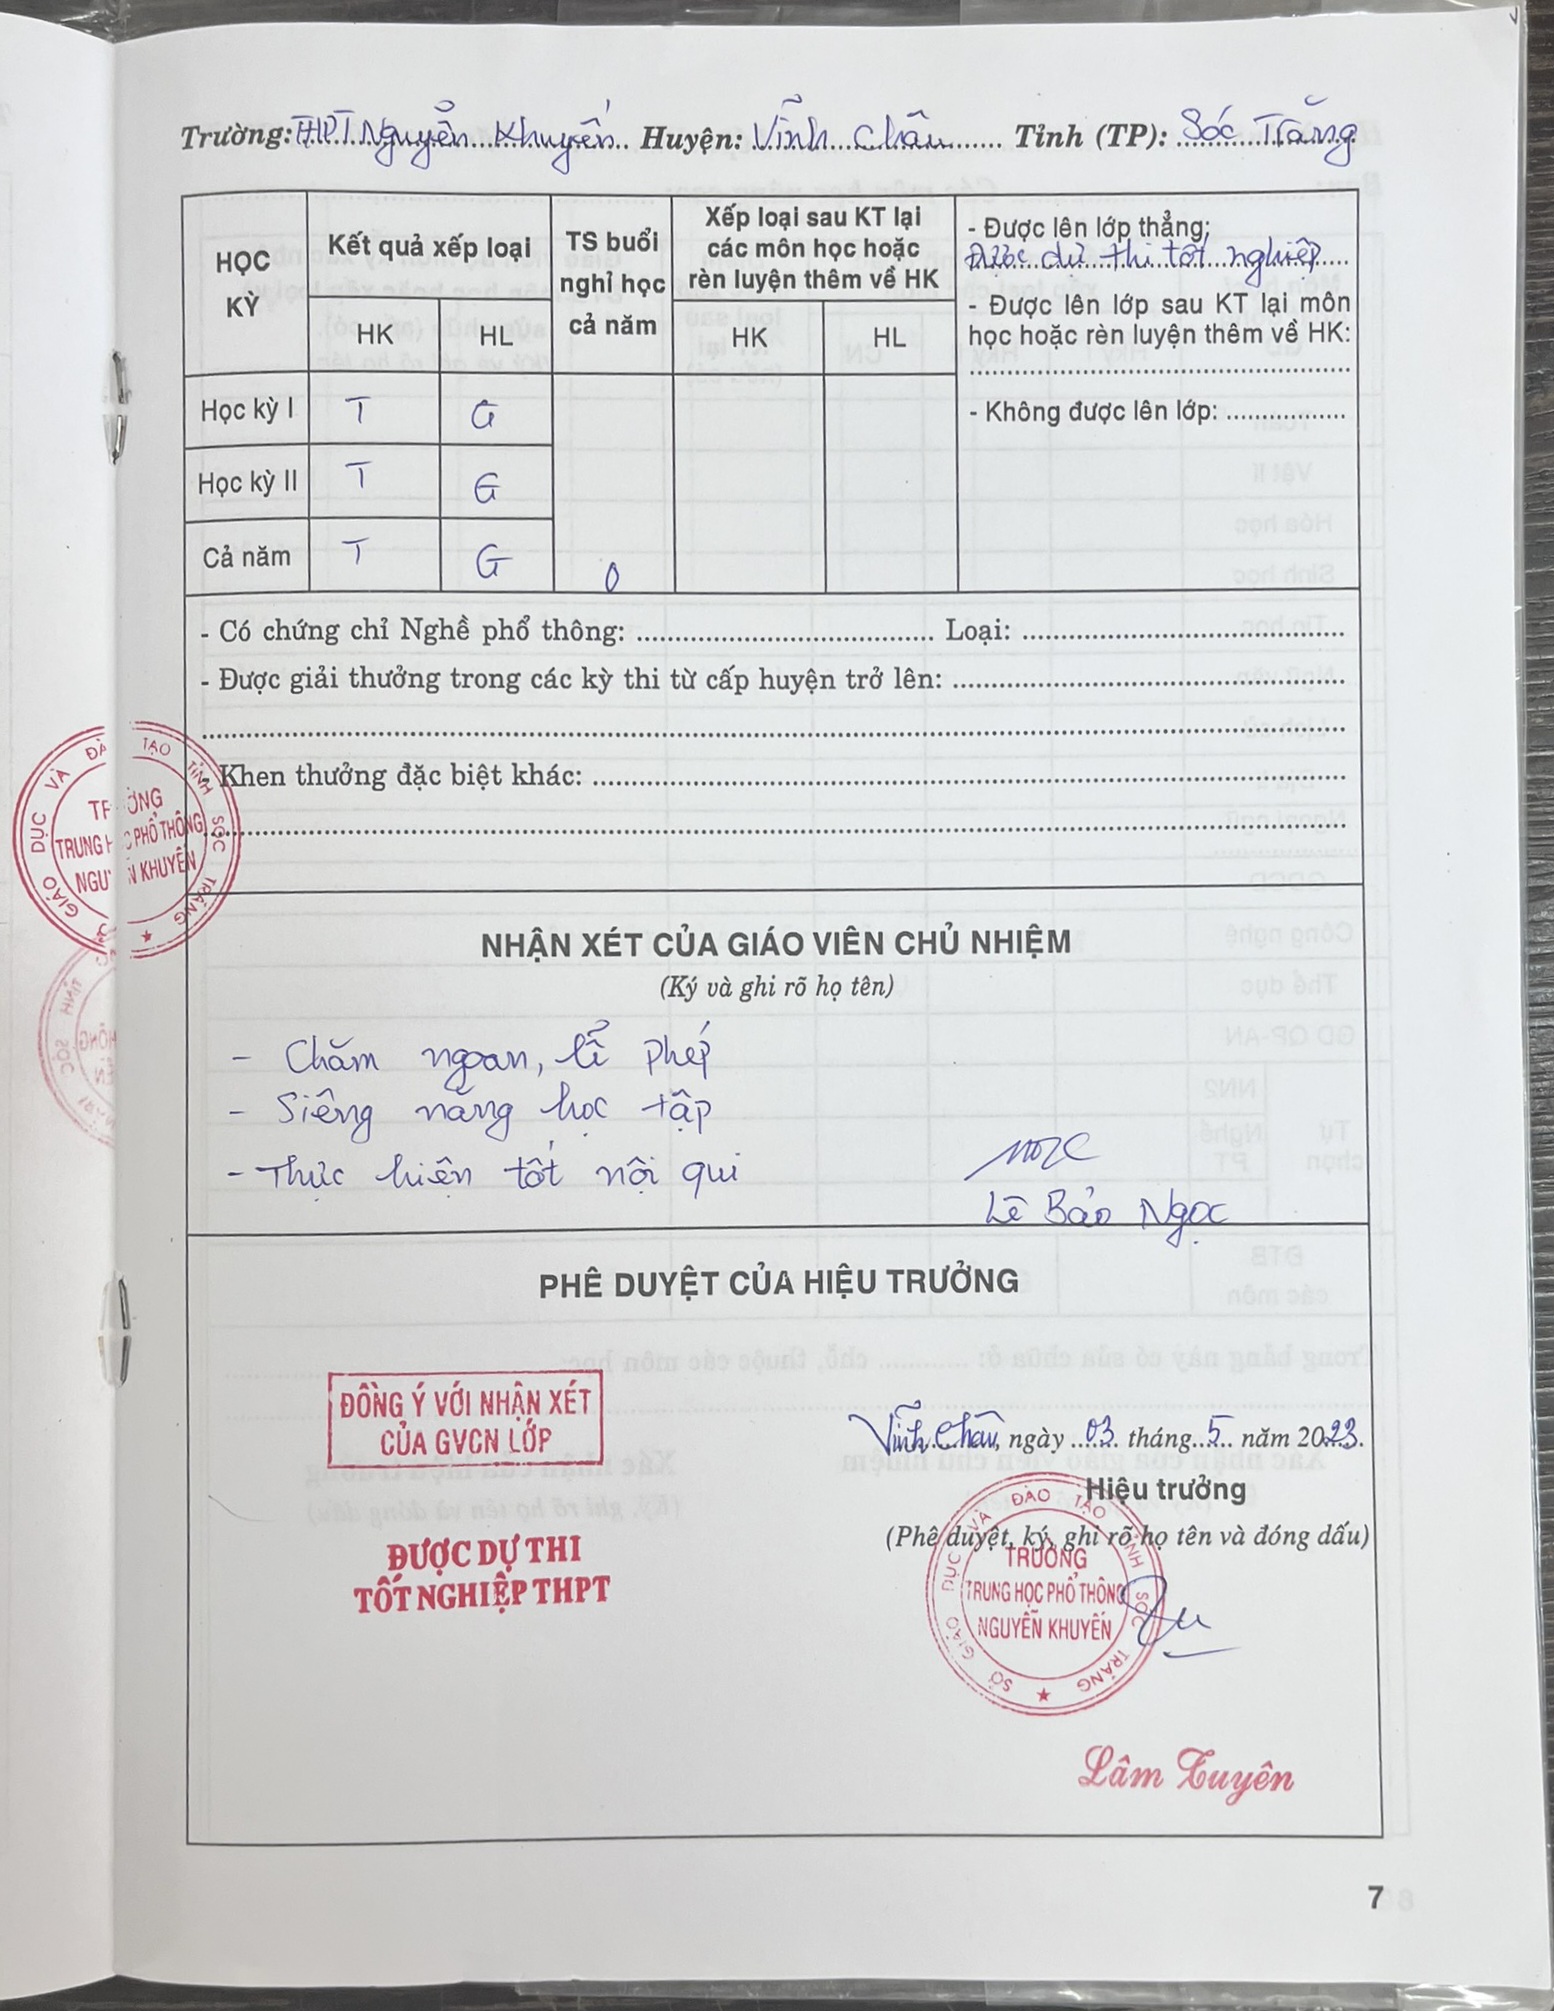 Trường: THPT Nguyễn Khuyến Huyện: Vĩnh Châu Tỉnh (TP): Sóc Trăng
HỌC KỲ
Kết quả xếp loại
TS buổi nghỉ học cả năm
Xếp loại sau KT lại các môn học hoặc rèn luyện thêm về HK
HK HL HK HL
- Được lên lớp thẳng;
Được dự thi tốt nghiệp
- Được lên lớp sau KT lại môn
học hoặc rèn luyện thêm về HK:
- Không được lên lớp:
Học kỳ I T G
Học kỳ II T G
Cả năm T G 0
- Có chứng chỉ Nghề phổ thông: Loại:
- Được giải thưởng trong các kỳ thi từ cấp huyện trở lên:
- Khen thưởng đặc biệt khác:
NHẬN XÉT CỦA GIÁO VIÊN CHỦ NHIỆM
(Ký và ghi rõ họ tên)
- Chăm ngoan, lễ phép
- Siêng năng học tập
- Thực hiện tốt nội qui
Lê Bảo Ngọc
PHÊ DUYỆT CỦA HIỆU TRƯỞNG
ĐỒNG Ý VỚI NHẬN XÉT
CỦA GVCN LỚP
ĐƯỢC DỰ THI
TỐT NGHIỆP THPT
Vĩnh Châu, ngày 03 tháng 5 năm 2023.
Hiệu trưởng
(Phê duyệt, ký, ghi rõ họ tên và đóng dấu)
SỞ GIÁO DỤC VÀ ĐÀO TẠO TỈNH SÓC TRĂNG
TRƯỜNG
TRUNG HỌC PHỔ THÔNG
NGUYỄN KHUYẾN
Lâm Tuyên
7